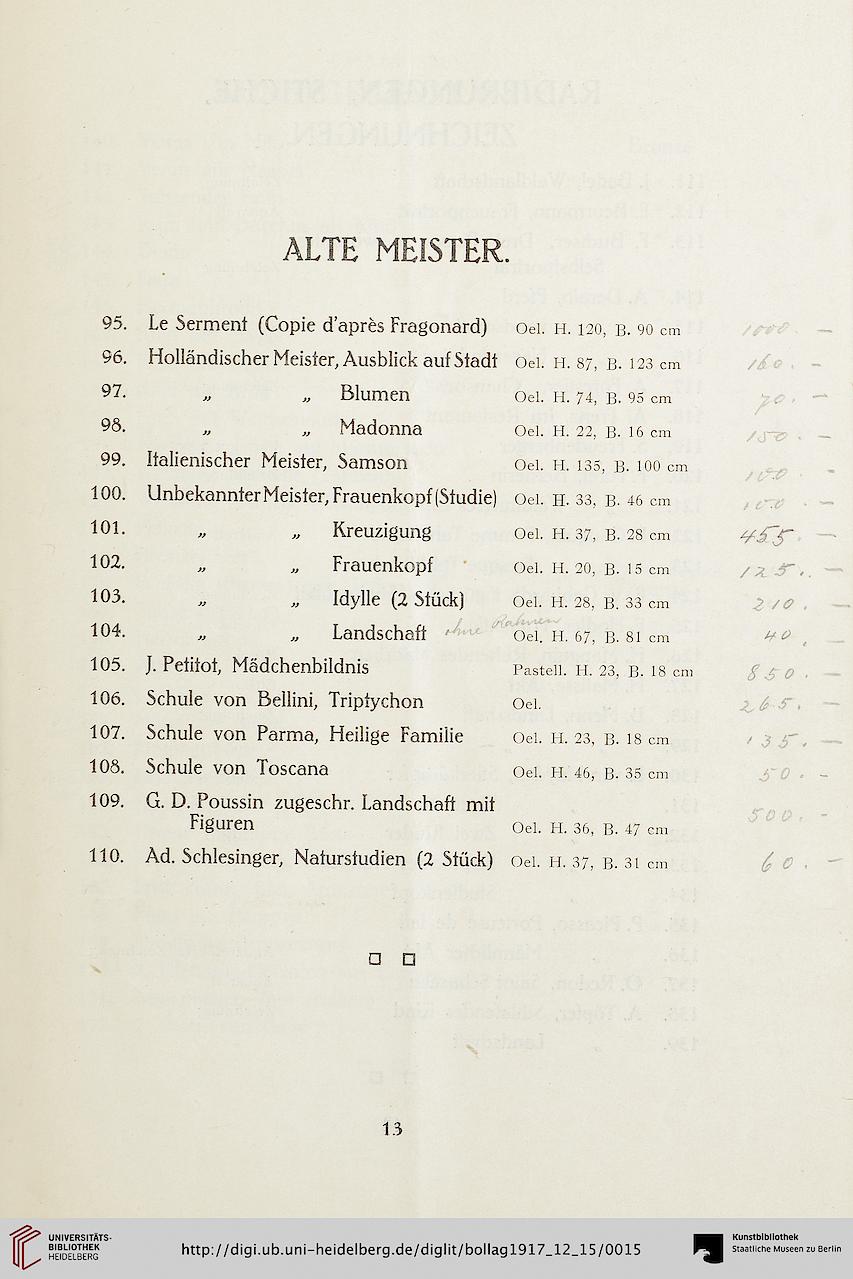 ALTE MEISTER.
95. Le Serment (Copie d'après Fragonard) Oel. H. 120, B. 90 cm 1000. —
96. Holländischer Meister, Ausblick auf Stadt Oel. H. 87, B. 123 cm 160. —
97. „ „ Blumen Oel. H. 74, B. 95 cm 70. —
98. „ „ Madonna Oel. H. 22, B. 16 cm 150. —
99. Italienischer Meister, Samson Oel. H. 135, B. 100 cm
100. Unbekannter Meister, Frauenkopf (Studie) Oel. H. 33, B. 46 cm
101. „ „ Kreuzigung Oel. H. 37, B. 28 cm 455. —
102. „ „ Frauenkopf Oel. H. 20, B. 15 cm 125. —
103. „ „ Idylle (2 Stück) Oel. H. 28, B. 33 cm 210. —
104. „ „ Landschaft ohne Rahmen Oel. H. 67, B. 81 cm 40. —
105. J. Petitot, Mädchenbildnis Pastell. H. 23, B. 18 cm 850. —
106. Schule von Bellini, Triptychon Oel. 265. —
107. Schule von Parma, Heilige Familie Oel. H. 23, B. 18 cm 135. —
108. Schule von Toscana Oel. H. 46, B. 35 cm 50. —
109. G. D. Poussin zugeschr. Landschaft mit
Figuren Oel. H. 36, B. 47 cm 500. —
110. Ad. Schlesinger, Naturstudien (2 Stück) Oel. H. 37, B. 31 cm 60. —
13
UNIVERSITÄTS-
BIBLIOTHEK
HEIDELBERG
http://digi.ub.uni-heidelberg.de/diglit/bollag1917_12_15/0015
Kunstbibliothek
Staatliche Museen zu Berlin